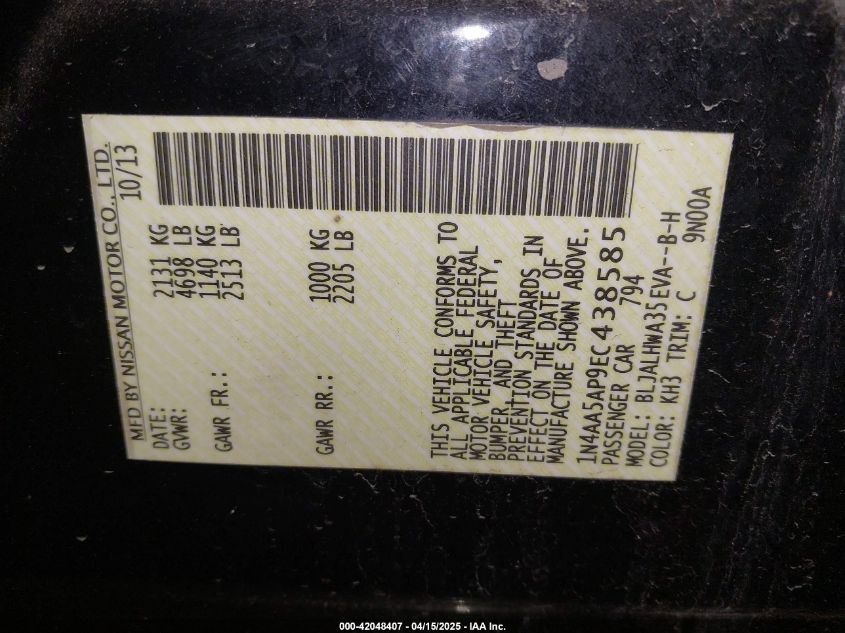 MFD BY NISSAN MOTOR CO., LTD.
DATE: 10/13
GVWR: 2131 KG
4698 LB
GAWR FR.: 1140 KG
2513 LB
GAWR RR.: 1000 KG
2205 LB
THIS VEHICLE CONFORMS TO
ALL APPLICABLE FEDERAL
MOTOR VEHICLE SAFETY,
BUMPER, AND THEFT
PREVENTION STANDARDS IN
EFFECT ON THE DATE OF
MANUFACTURE SHOWN ABOVE.
1N4AA5AP9EC438585
PASSENGER CAR 794
MODEL: BLJALHWA35EVA--B-H
COLOR: KH3 TRIM: C 9N00A
000-42048407 - 04/15/2025 - IAA Inc.